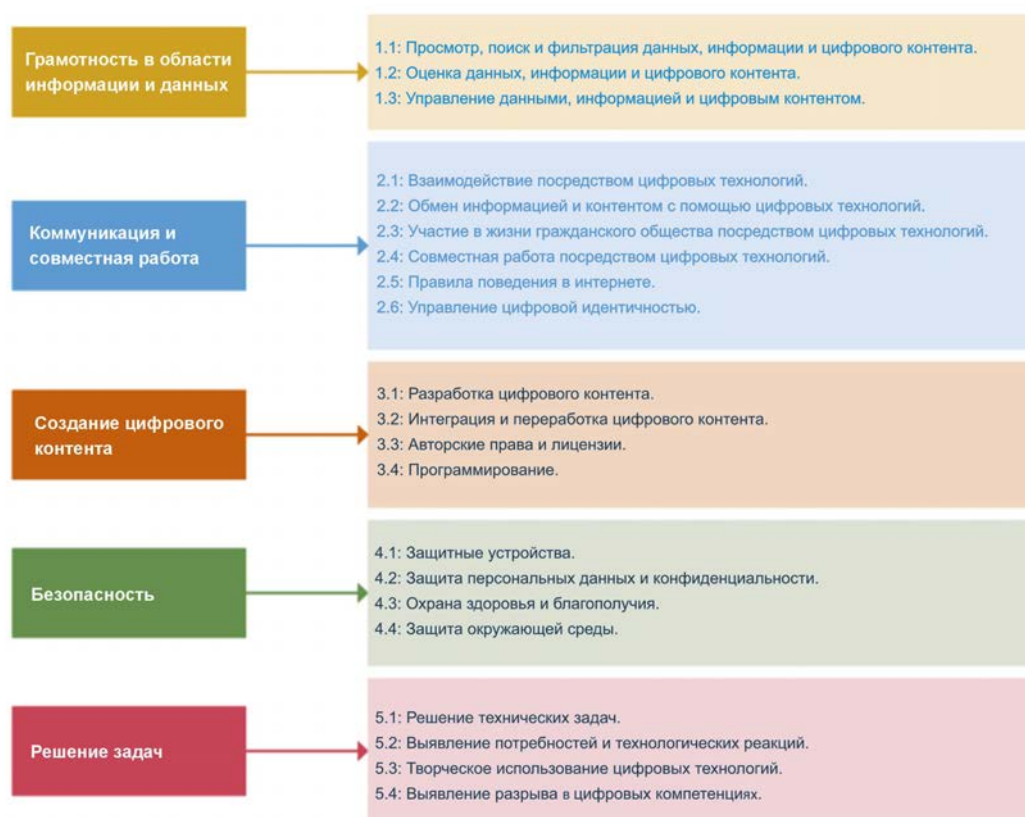 Грамотность в области
информации и данных
1.1: Просмотр, поиск и фильтрация данных, информации и цифрового контента.
1.2: Оценка данных, информации и цифрового контента.
1.3: Управление данными, информацией и цифровым контентом.
Коммуникация и
совместная работа
2.1: Взаимодействие посредством цифровых технологий.
2.2: Обмен информацией и контентом с помощью цифровых технологий.
2.3: Участие в жизни гражданского общества посредством цифровых технологий.
2.4: Совместная работа посредством цифровых технологий.
2.5: Правила поведения в интернете.
2.6: Управление цифровой идентичностью.
Создание цифрового
контента
3.1: Разработка цифрового контента.
3.2: Интеграция и переработка цифрового контента.
3.3: Авторские права и лицензии.
3.4: Программирование.
Безопасность
4.1: Защитные устройства.
4.2: Защита персональных данных и конфиденциальности.
4.3: Охрана здоровья и благополучия.
4.4: Защита окружающей среды.
Решение задач
5.1: Решение технических задач.
5.2: Выявление потребностей и технологических реакций.
5.3: Творческое использование цифровых технологий.
5.4: Выявление разрыва в цифровых компетенциях.